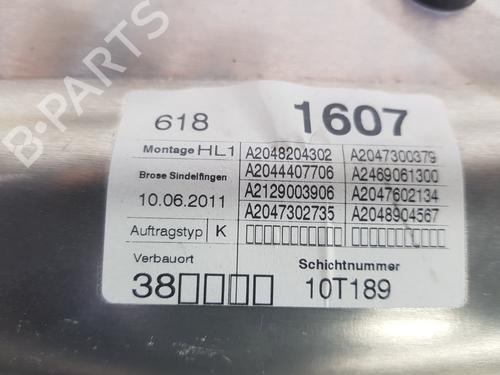 B-PARTS
618 1607
Montage HL1 A2048204302 A2047300379
Brose Sindelfingen A2044407706 A2469061300
10.06.2011 A2129003906 A2047602134
A2047302735 A2048904567
Auftragstyp K ▯▯▯▯▯▯▯▯▯▯▯ ▯▯▯▯▯▯▯▯▯▯▯
Verbauort Schichtnummer
38▯▯▯▯ 10T189